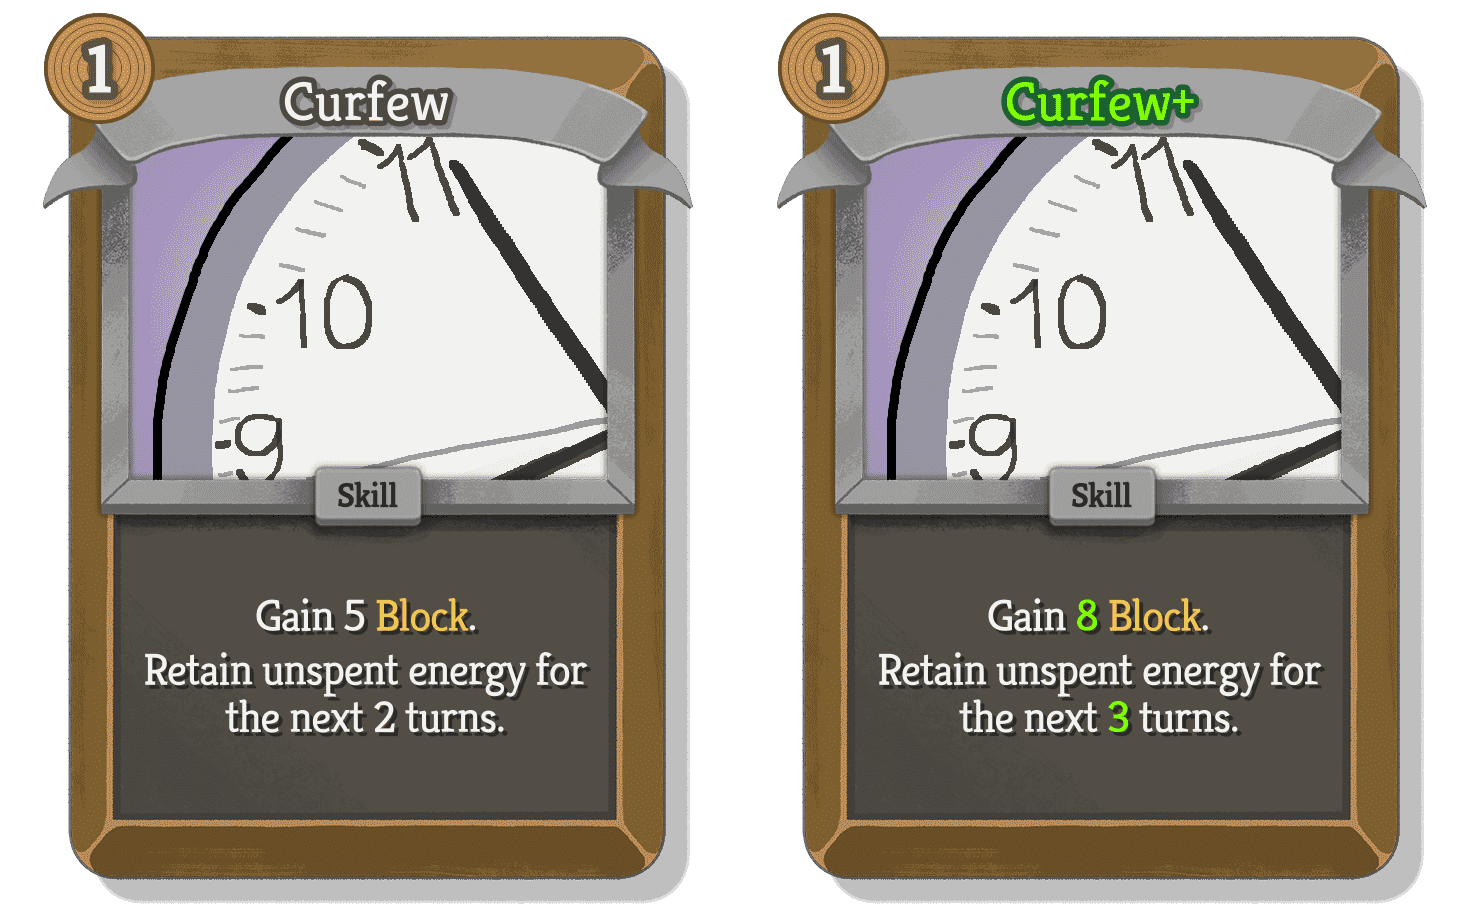 1
Curfew
11
10
9
Skill
Gain 5 Block.
Retain unspent energy for
the next 2 turns.
1
Curfew+
11
10
9
Skill
Gain 8 Block.
Retain unspent energy for
the next 3 turns.